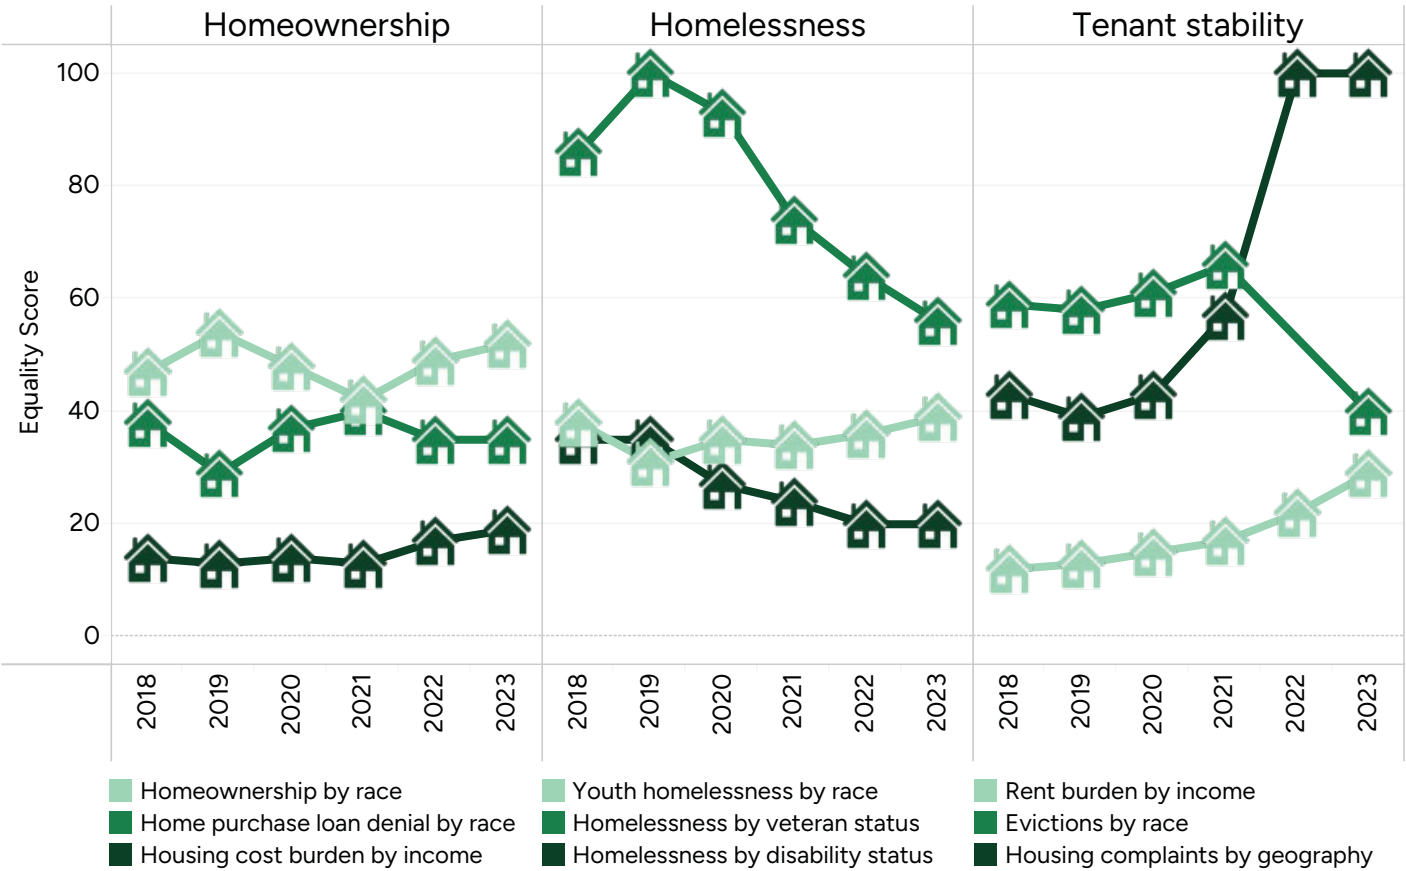 Homeownership
Homelessness
Tenant stability
Equality Score
100
80
60
40
20
0
2018
2019
2020
2021
2022
2023
2018
2019
2020
2021
2022
2023
2018
2019
2020
2021
2022
2023
Homeownership by race
Home purchase loan denial by race
Housing cost burden by income
Youth homelessness by race
Homelessness by veteran status
Homelessness by disability status
Rent burden by income
Evictions by race
Housing complaints by geography